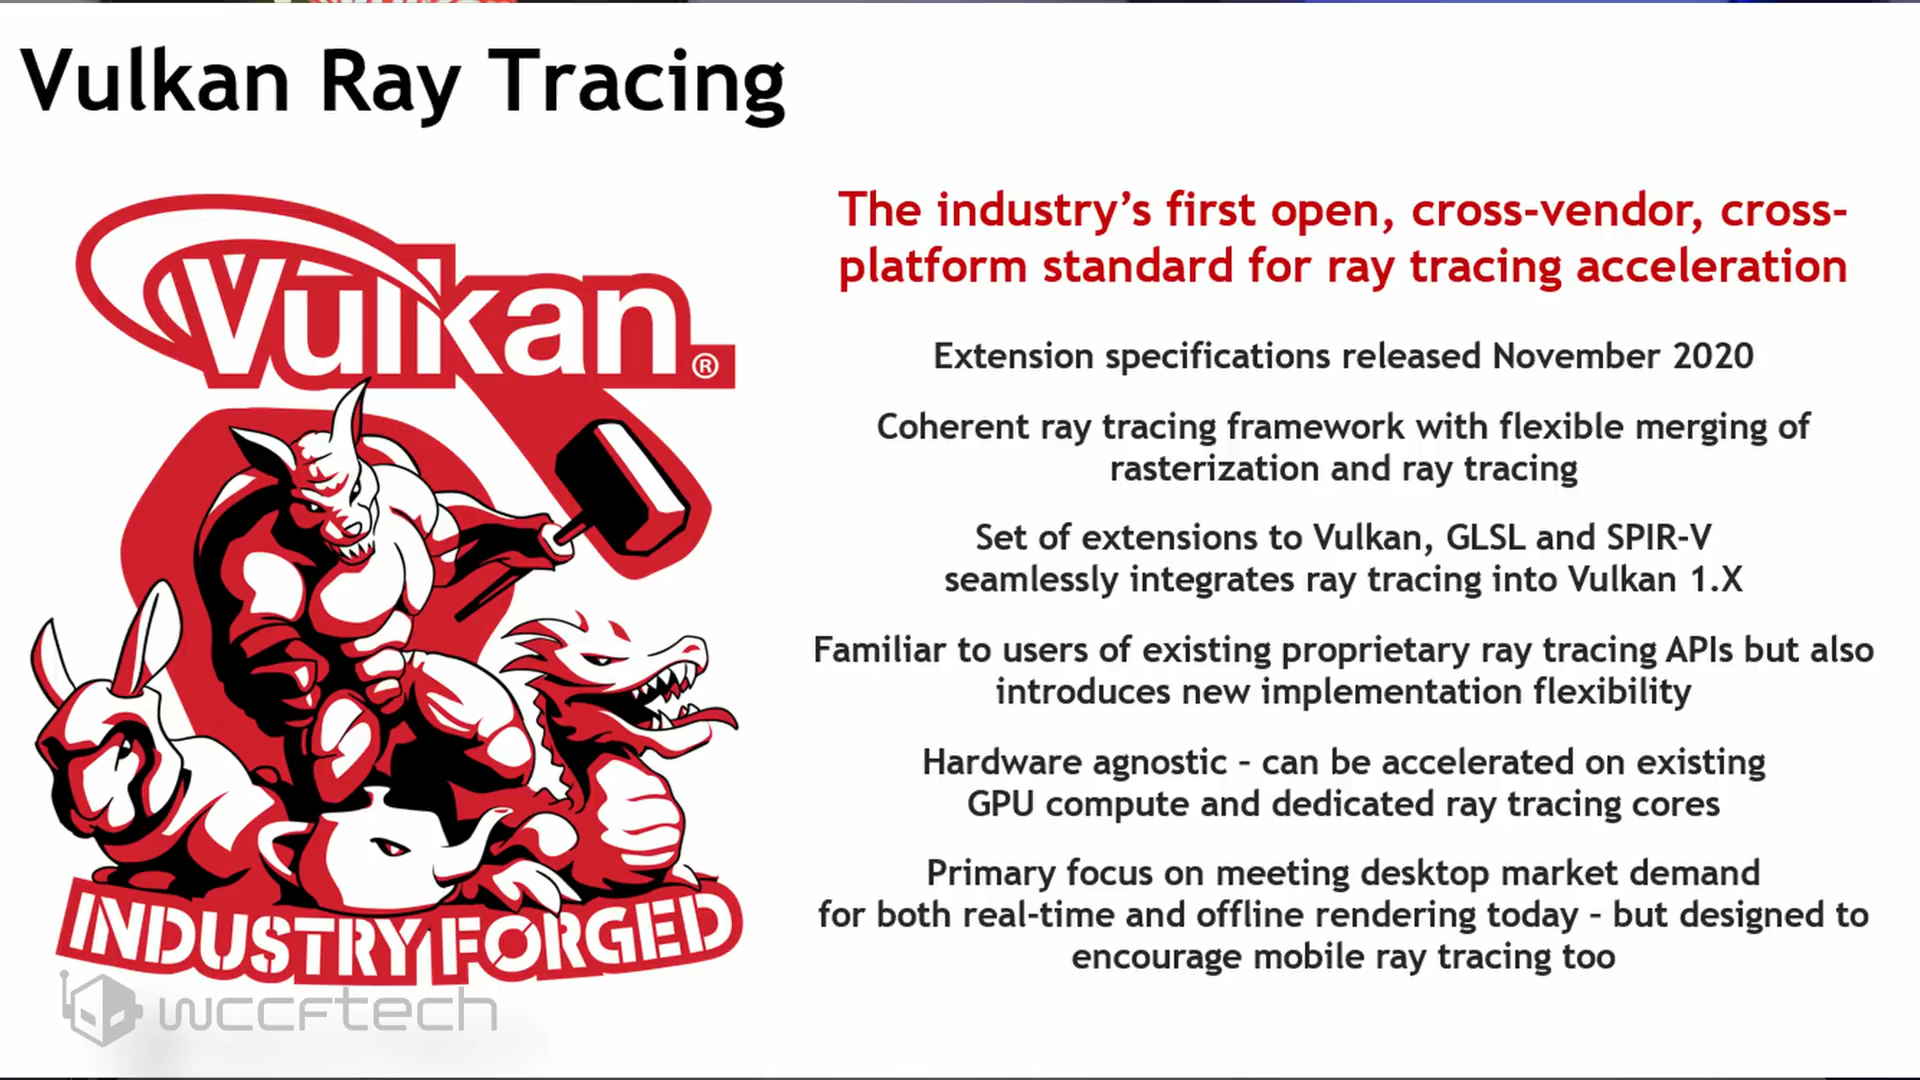 Vulkan Ray Tracing
Vulkan®
INDUSTRY FORGED
wccftech
The industry’s first open, cross-vendor, cross-
platform standard for ray tracing acceleration
Extension specifications released November 2020
Coherent ray tracing framework with flexible merging of
rasterization and ray tracing
Set of extensions to Vulkan, GLSL and SPIR-V
seamlessly integrates ray tracing into Vulkan 1.X
Familiar to users of existing proprietary ray tracing APIs but also
introduces new implementation flexibility
Hardware agnostic – can be accelerated on existing
GPU compute and dedicated ray tracing cores
Primary focus on meeting desktop market demand
for both real-time and offline rendering today – but designed to
encourage mobile ray tracing too